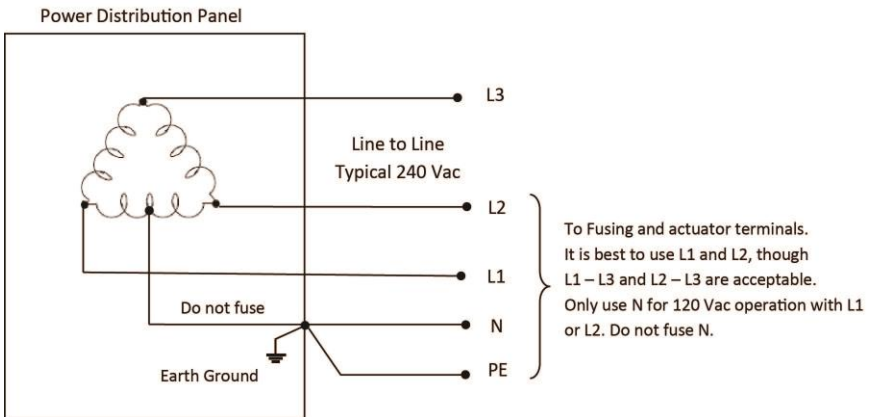 Power Distribution Panel
L3
Line to Line
Typical 240 Vac
L2
To Fusing and actuator terminals.
It is best to use L1 and L2, though
L1 – L3 and L2 – L3 are acceptable.
Only use N for 120 Vac operation with L1
or L2. Do not fuse N.
L1
Do not fuse
N
Earth Ground
PE